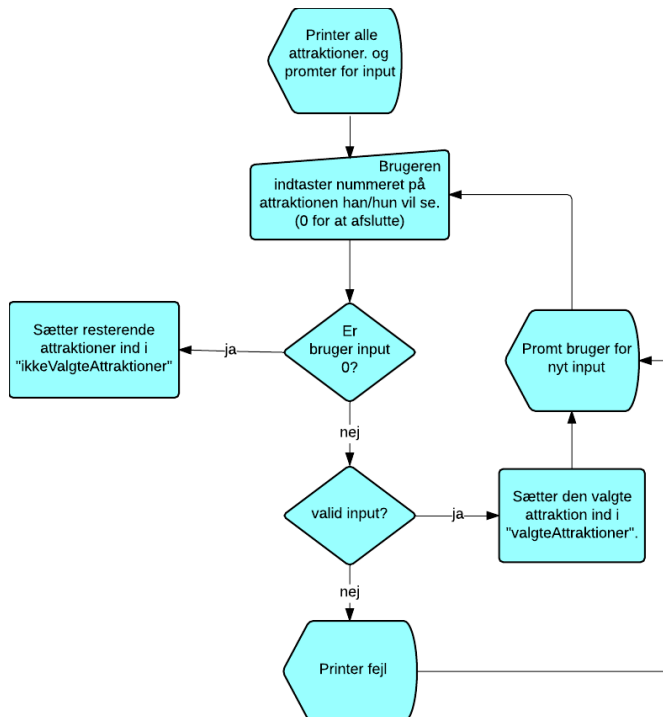 Printer alle
attraktioner. og
promter for input
Brugeren
indtaster nummeret på
attraktionen han/hun vil se.
(0 for at afslutte)
Er
bruger input
0?
ja
Sætter resterende
attraktioner ind i
"ikkeValgteAttraktioner"
nej
valid input?
ja
Sætter den valgte
attraktion ind i
"valgteAttraktioner".
Promt bruger for
nyt input
nej
Printer fejl